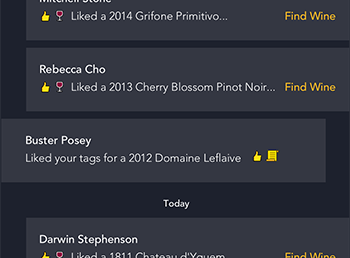 Mitchell Stone
Liked a 2014 Grifone Primitivo...
Find Wine
Rebecca Cho
Liked a 2013 Cherry Blossom Pinot Noir...
Find Wine
Buster Posey
Liked your tags for a 2012 Domaine Leflaive
Today
Darwin Stephenson
Liked a 1811 Chateau d'Yquem
Find Wine